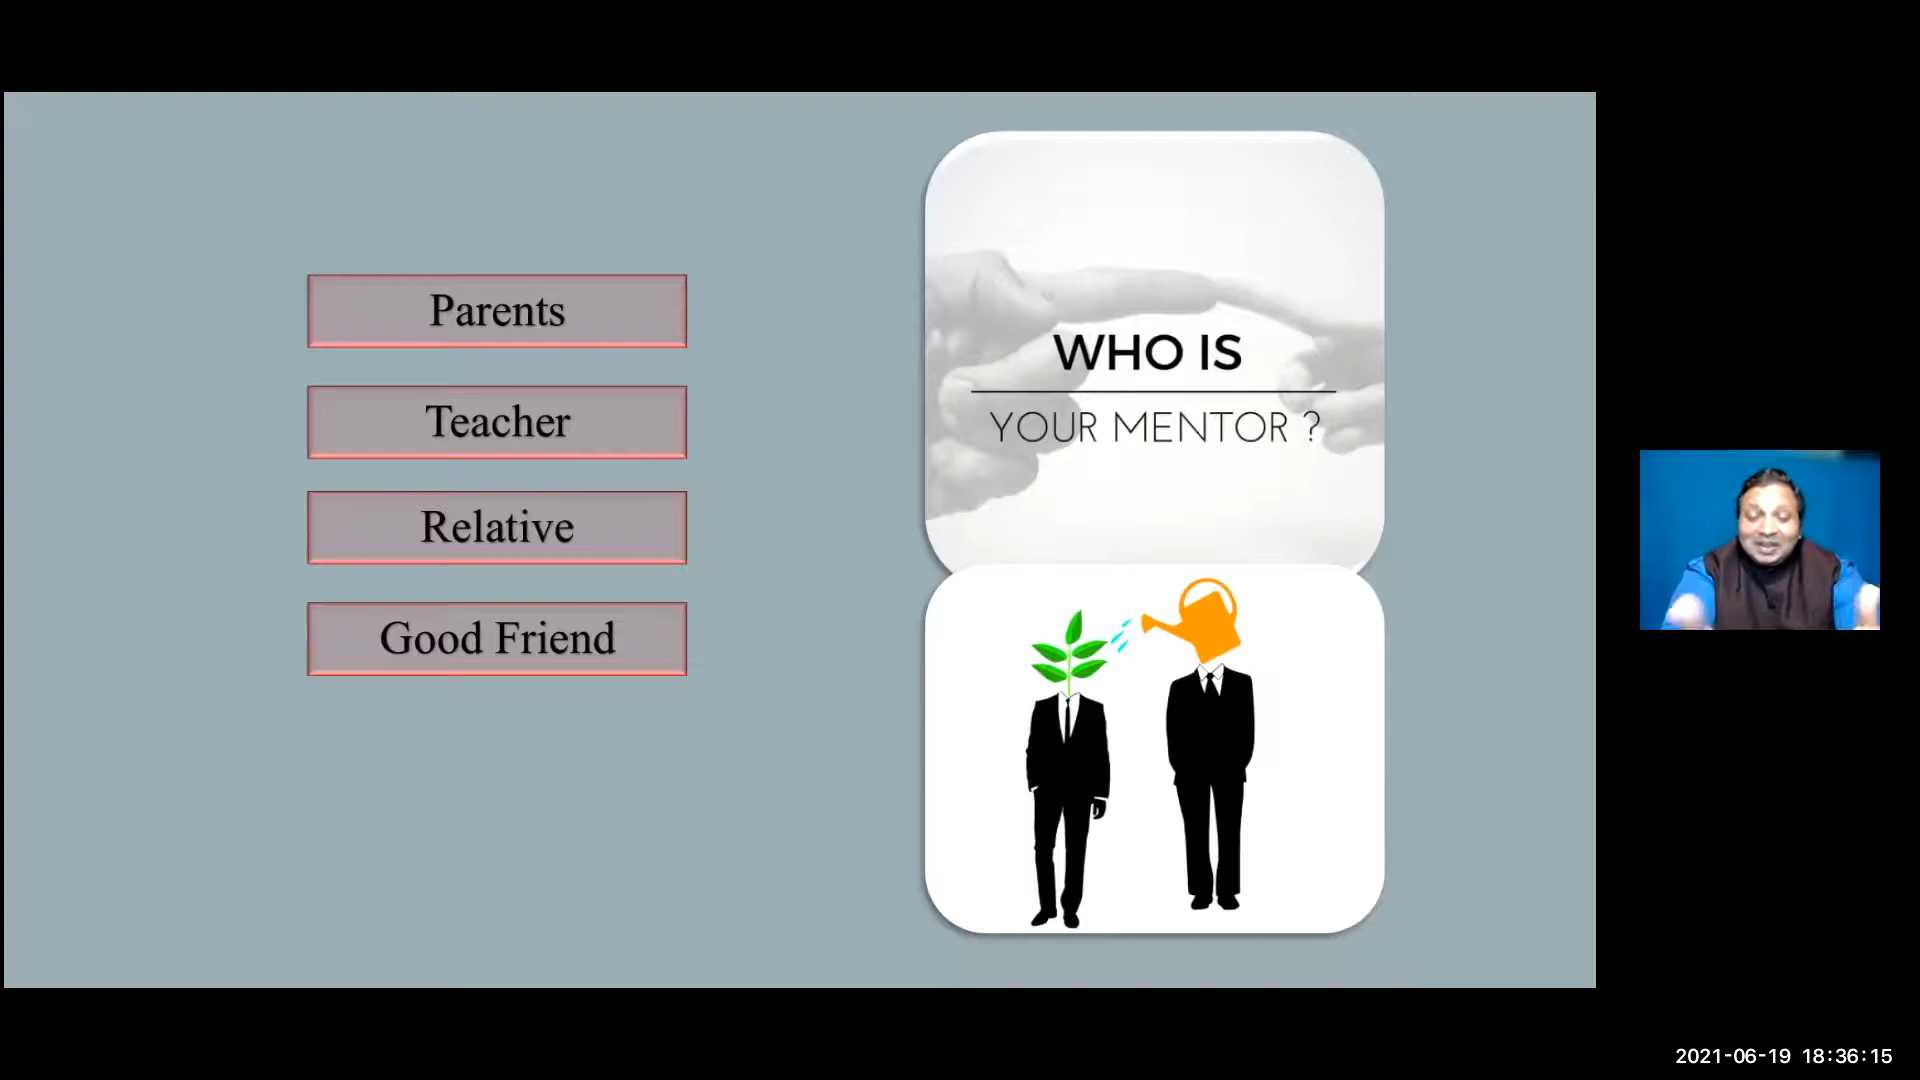 Parents
Teacher
Relative
Good Friend
WHO IS
YOUR MENTOR ?
2021-06-19 18:36:15